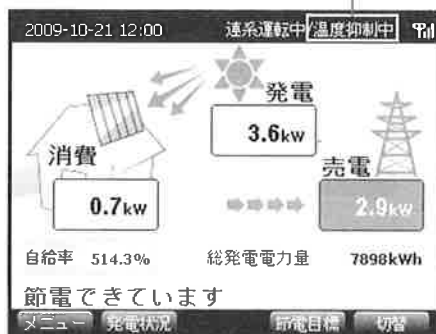 2009-10-21 12:00 連系運転中/温度抑制中
発電
3.6kW
消費
0.7kW
売電
2.9kW
自給率 514.3% 総発電電力量 7898kWh
節電できています
メニュー 発電状況 節電目標 切替